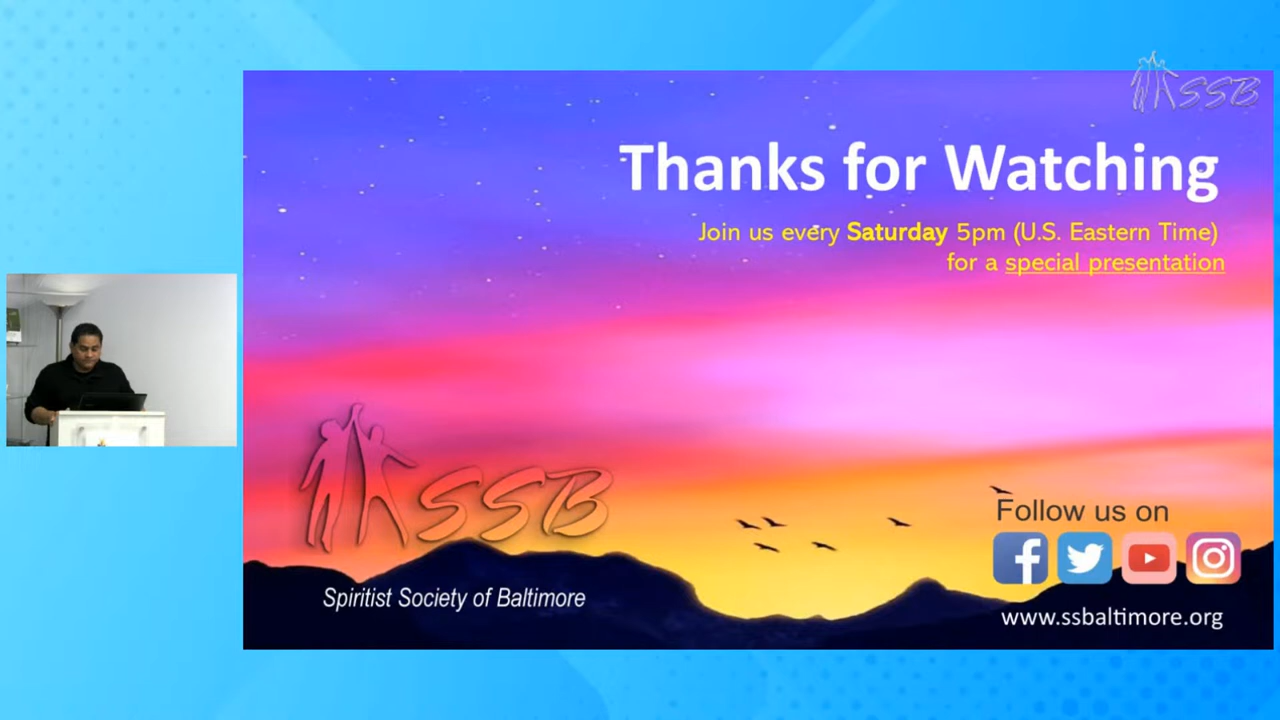 SSB
Thanks for Watching
Join us every Saturday 5pm (U.S. Eastern Time)
for a special presentation
SSB
Spiritist Society of Baltimore
Follow us on
www.ssbaltimore.org